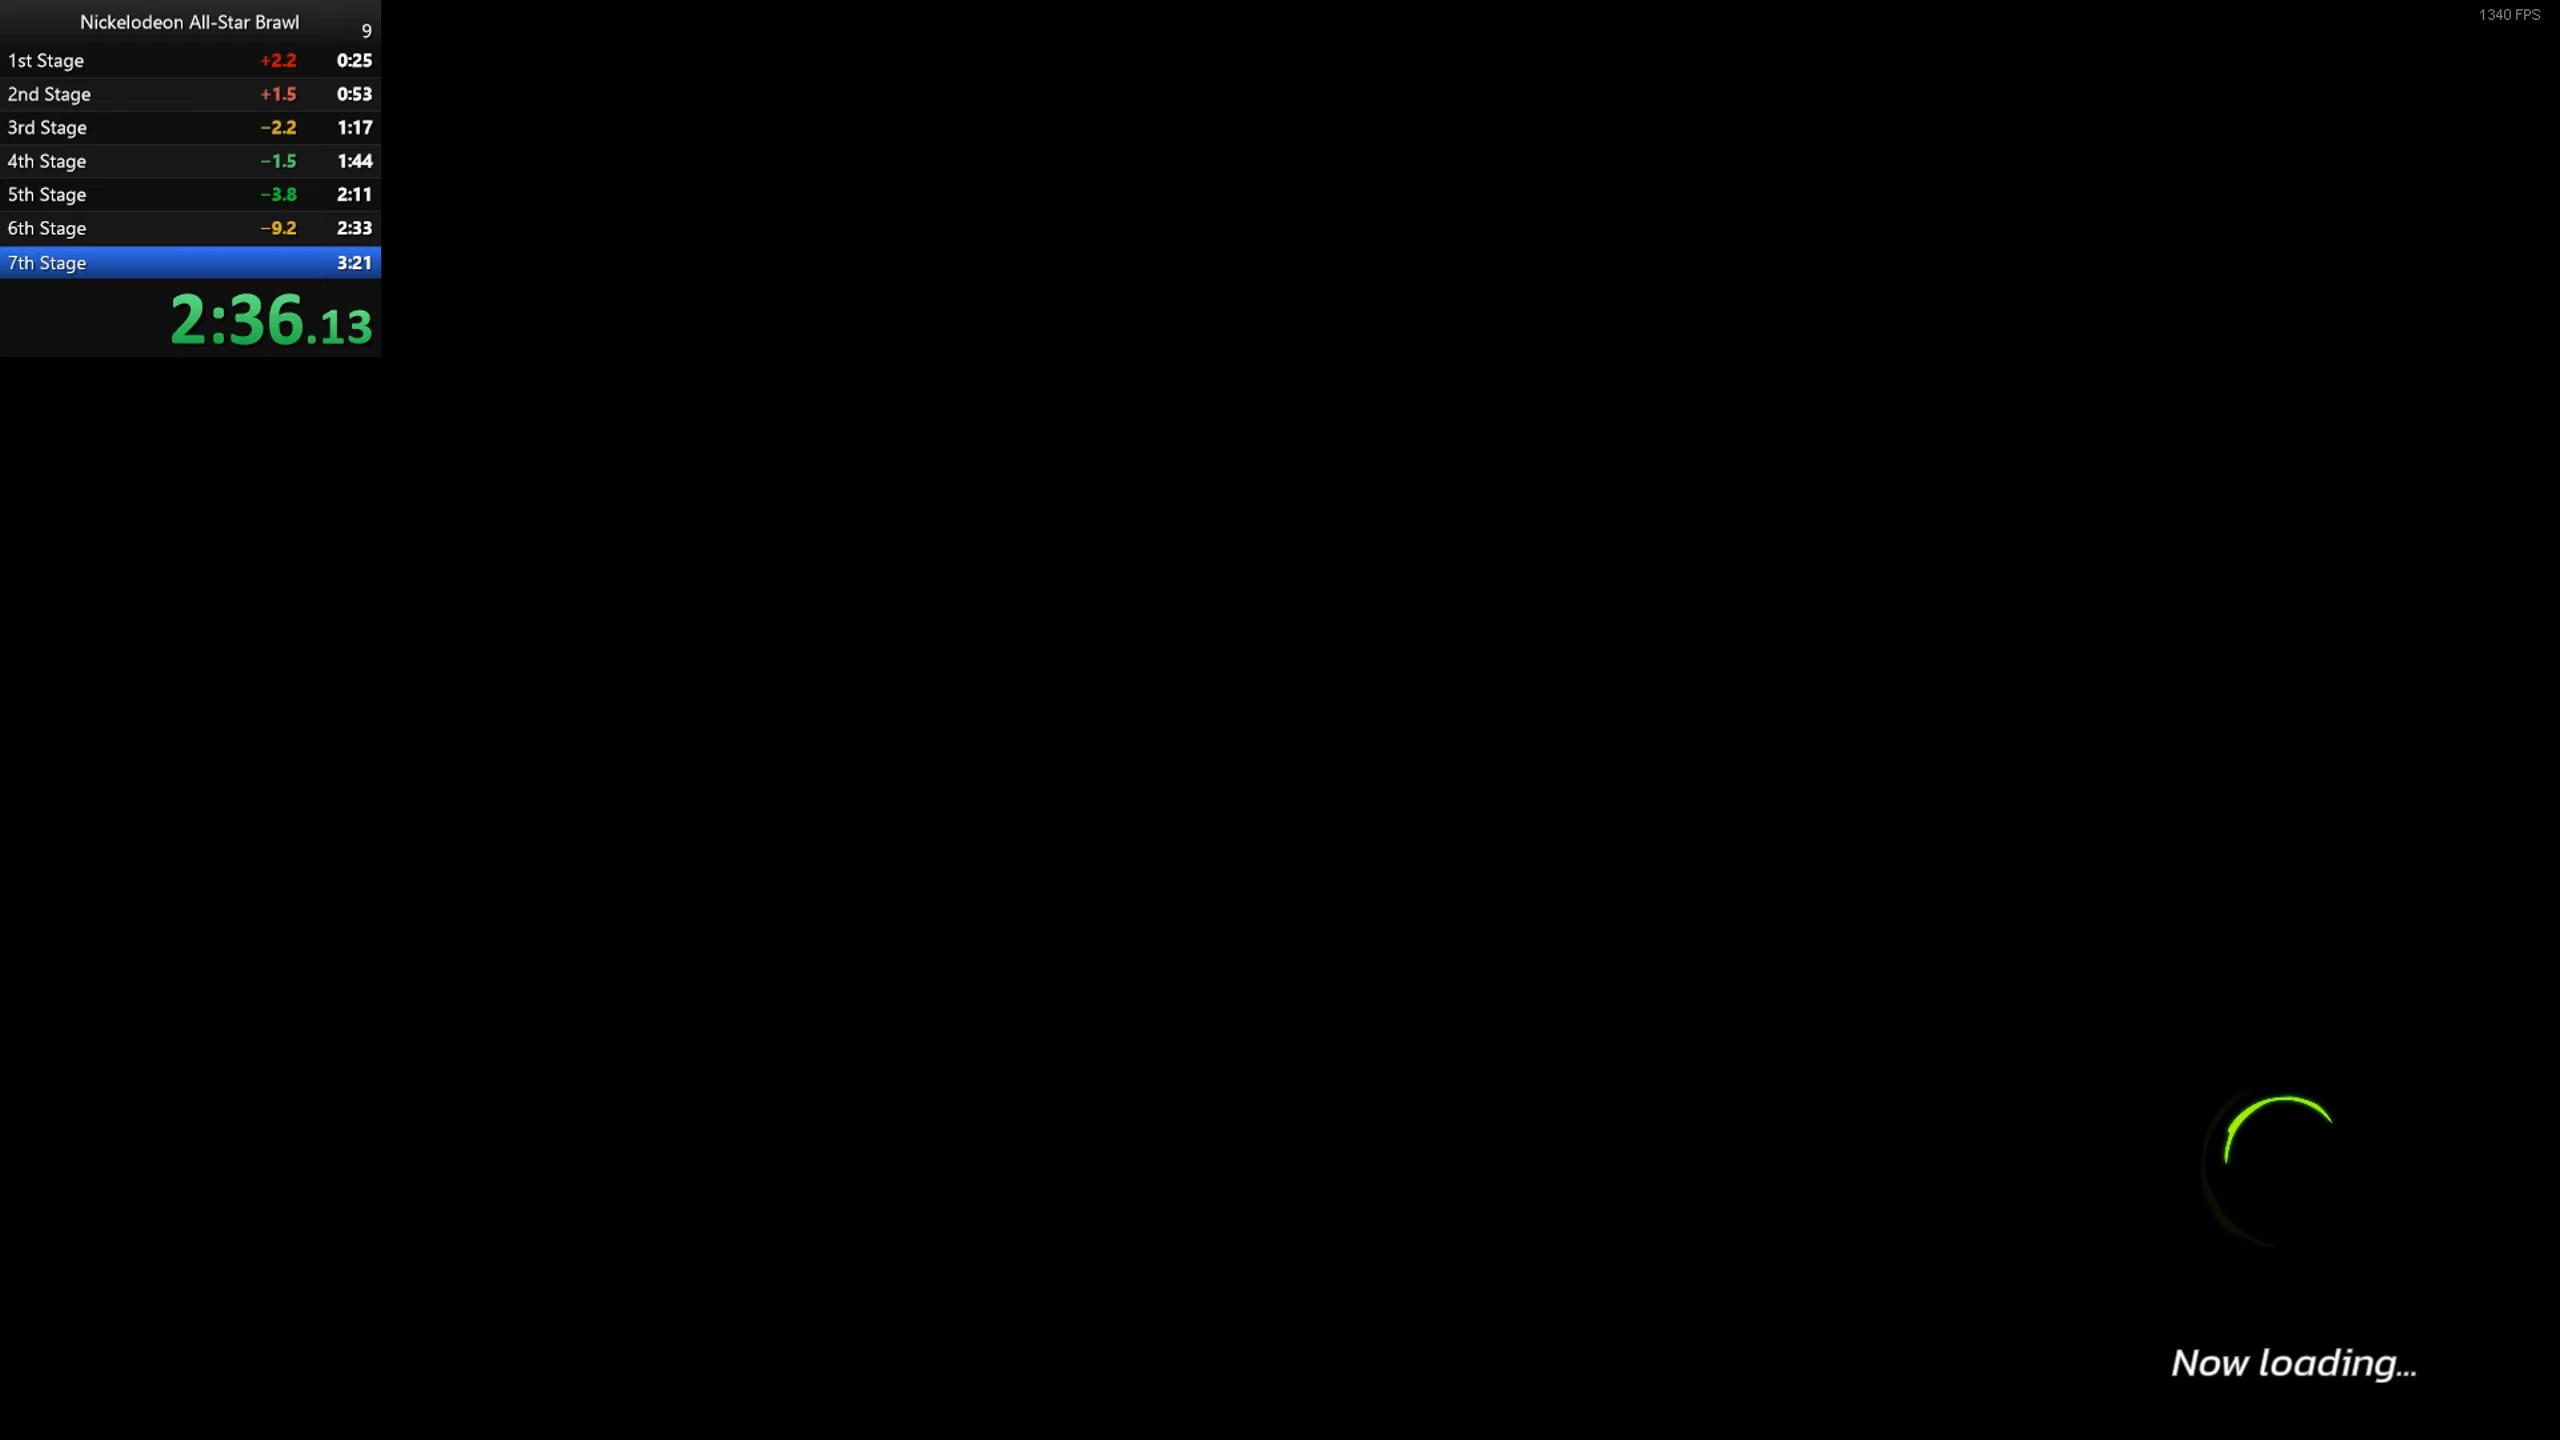 Nickelodeon All-Star Brawl
9
1340 FPS
1st Stage +2.2 0:25
2nd Stage +1.5 0:53
3rd Stage −2.2 1:17
4th Stage −1.5 1:44
5th Stage −3.8 2:11
6th Stage −9.2 2:33
7th Stage 3:21
2:36.13
Now loading...